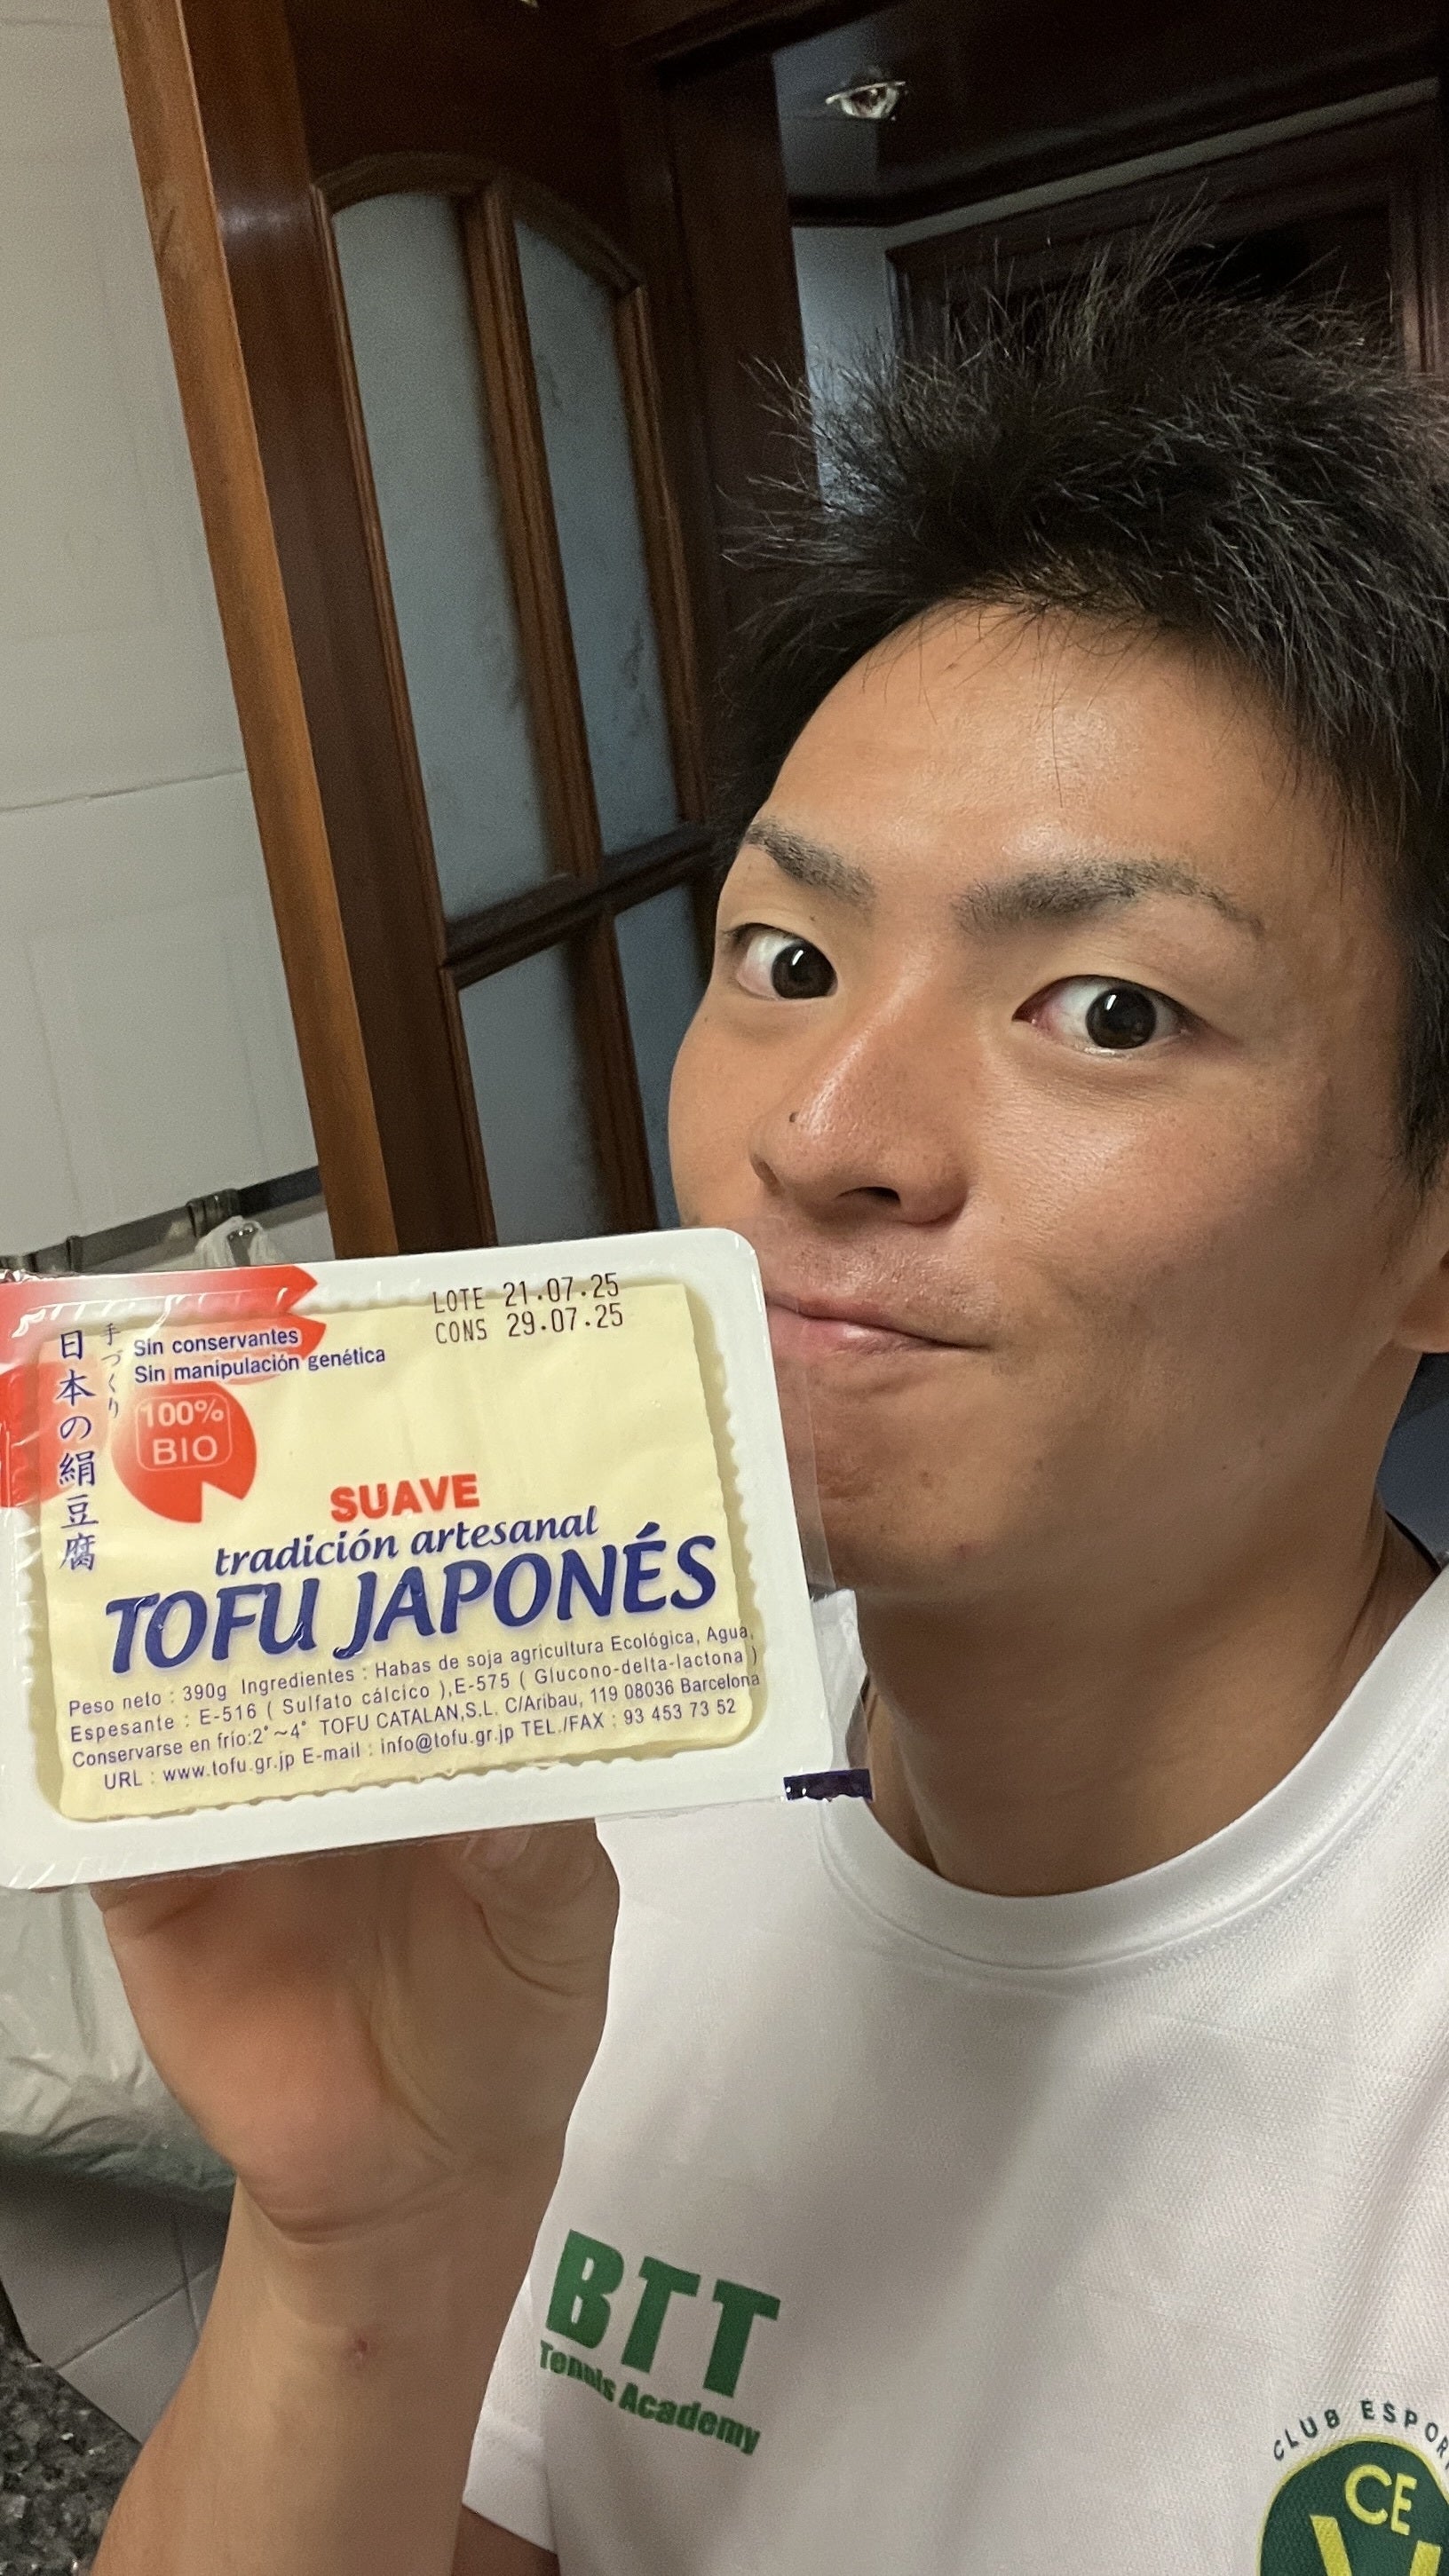 LOTE 21.07.25
CONS 29.07.25
手づくり
日本の絹豆腐
Sin conservantes
Sin manipulación genética
100%
BIO
SUAVE
tradición artesanal
TOFU JAPONÉS
Peso neto : 390g Ingredientes : Habas de soja agricultura Ecológica, Agua,
Espesante : E-516 ( Sulfato cálcico ),E-575 ( Glucono-delta-lactona )
Conservarse en frío:2°~4° TOFU CATALAN,S.L. C/Aribau, 119 08036 Barcelona
URL : www.tofu.gr.jp E-mail : info@tofu.gr.jp TEL./FAX : 93 453 73 52
BTT
Tennis Academy
CLUB
CE